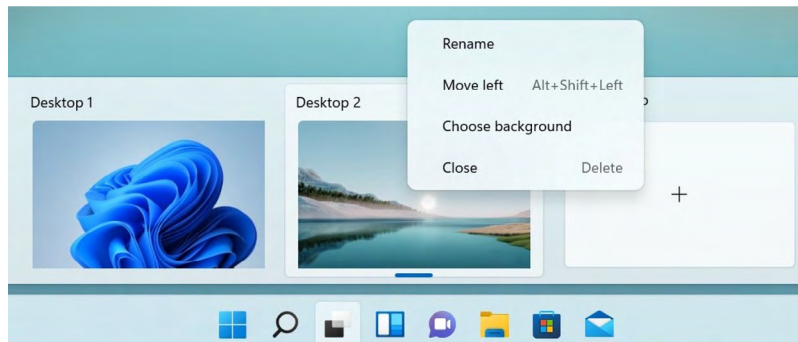 Rename
Move left Alt+Shift+Left
Desktop 1
Desktop 2
Choose background
Close Delete